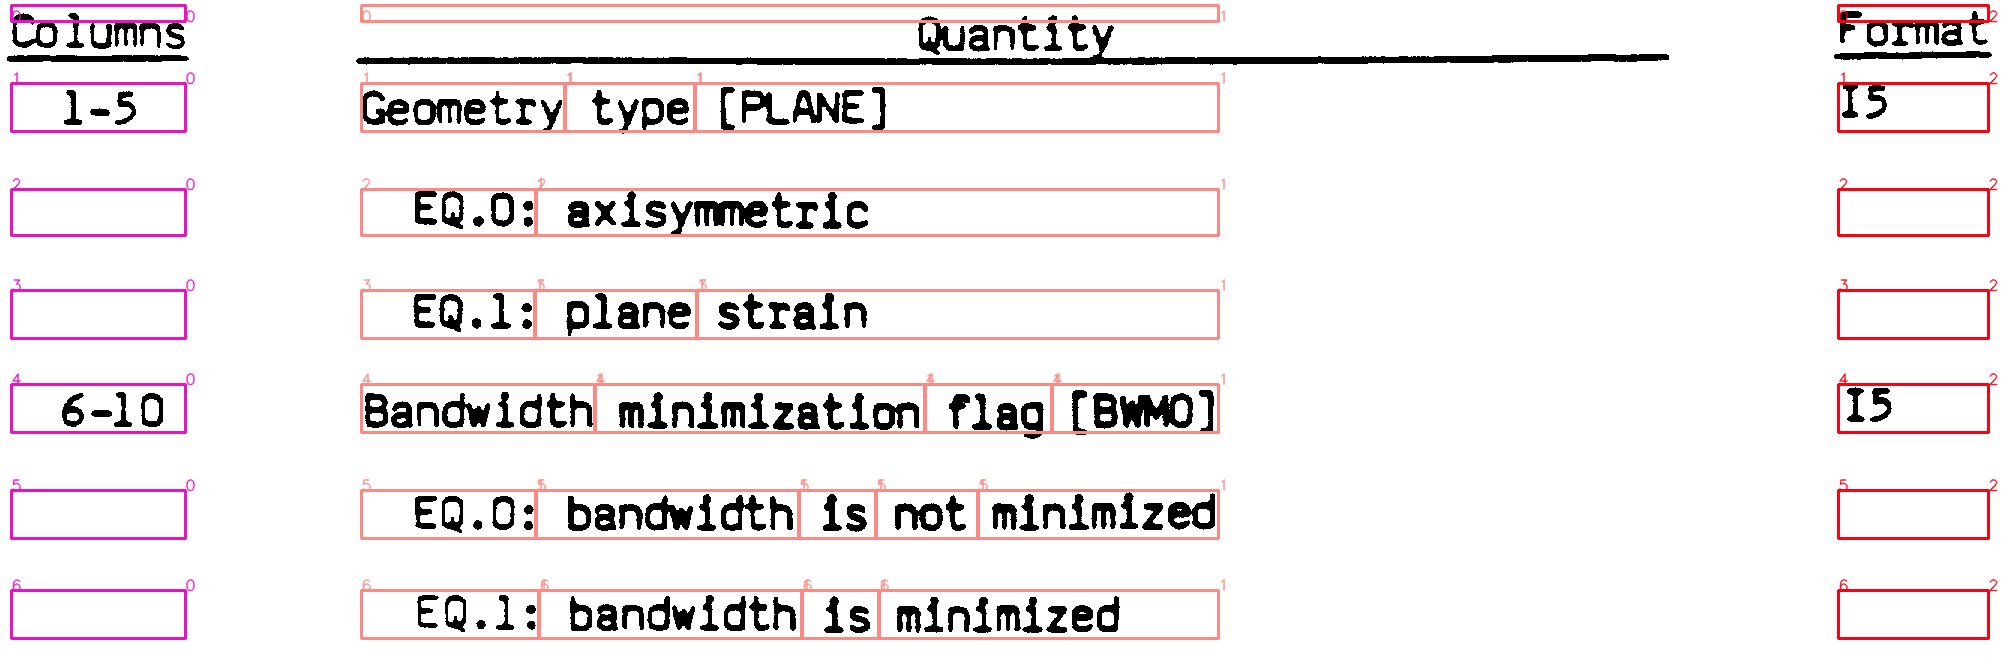 Columns Quantity Format
1-5 Geometry type [PLANE] I5
EQ.0: axisymmetric
EQ.1: plane strain
6-10 Bandwidth minimization flag [BWMO] I5
EQ.0: bandwidth is not minimized
EQ.1: bandwidth is minimized